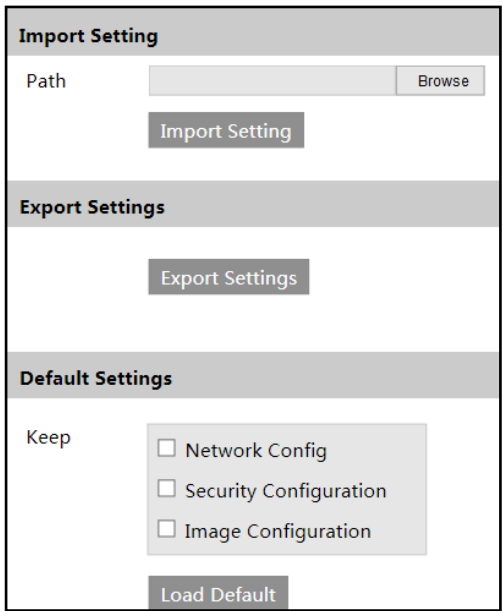 Import Setting
Path Browse
Import Setting
Export Settings
Export Settings
Default Settings
Keep Network Config
Security Configuration
Image Configuration
Load Default